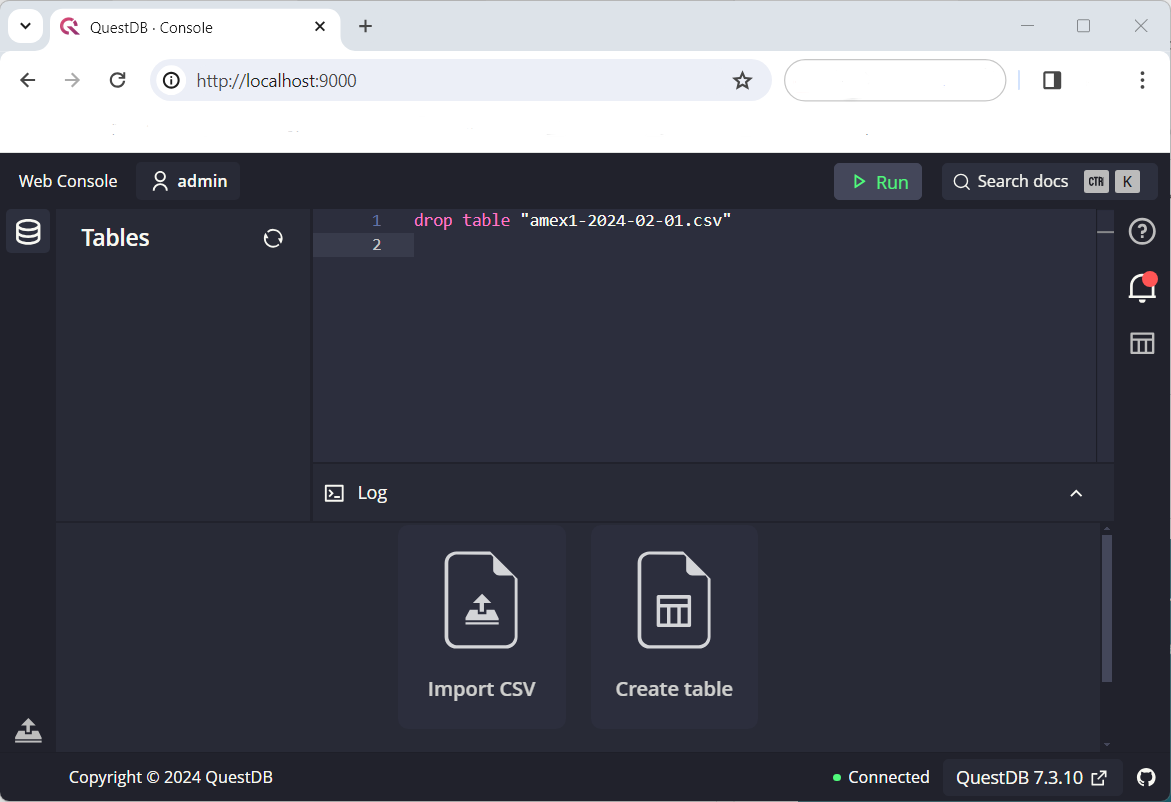 QuestDB · Console
http://localhost:9000
Web Console admin Run Search docs CTRL K
Tables
1 drop table "amex1-2024-02-01.csv"
2
Log
Import CSV Create table
Copyright © 2024 QuestDB Connected QuestDB 7.3.10